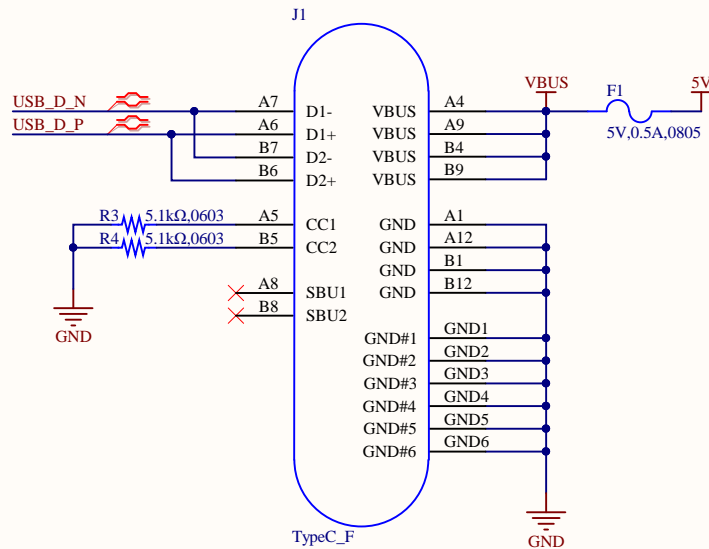 J1
USB_D_N
USB_D_P
A7 D1-
A6 D1+
B7 D2-
B6 D2+
R3 5.1kΩ,0603 A5 CC1
R4 5.1kΩ,0603 B5 CC2
A8 SBU1
B8 SBU2
GND
VBUS A4
VBUS A9
VBUS B4
VBUS B9
GND A1
GND A12
GND B1
GND B12
GND#1 GND1
GND#2 GND2
GND#3 GND3
GND#4 GND4
GND#5 GND5
GND#6 GND6
VBUS
F1
5V
5V,0.5A,0805
GND
TypeC_F